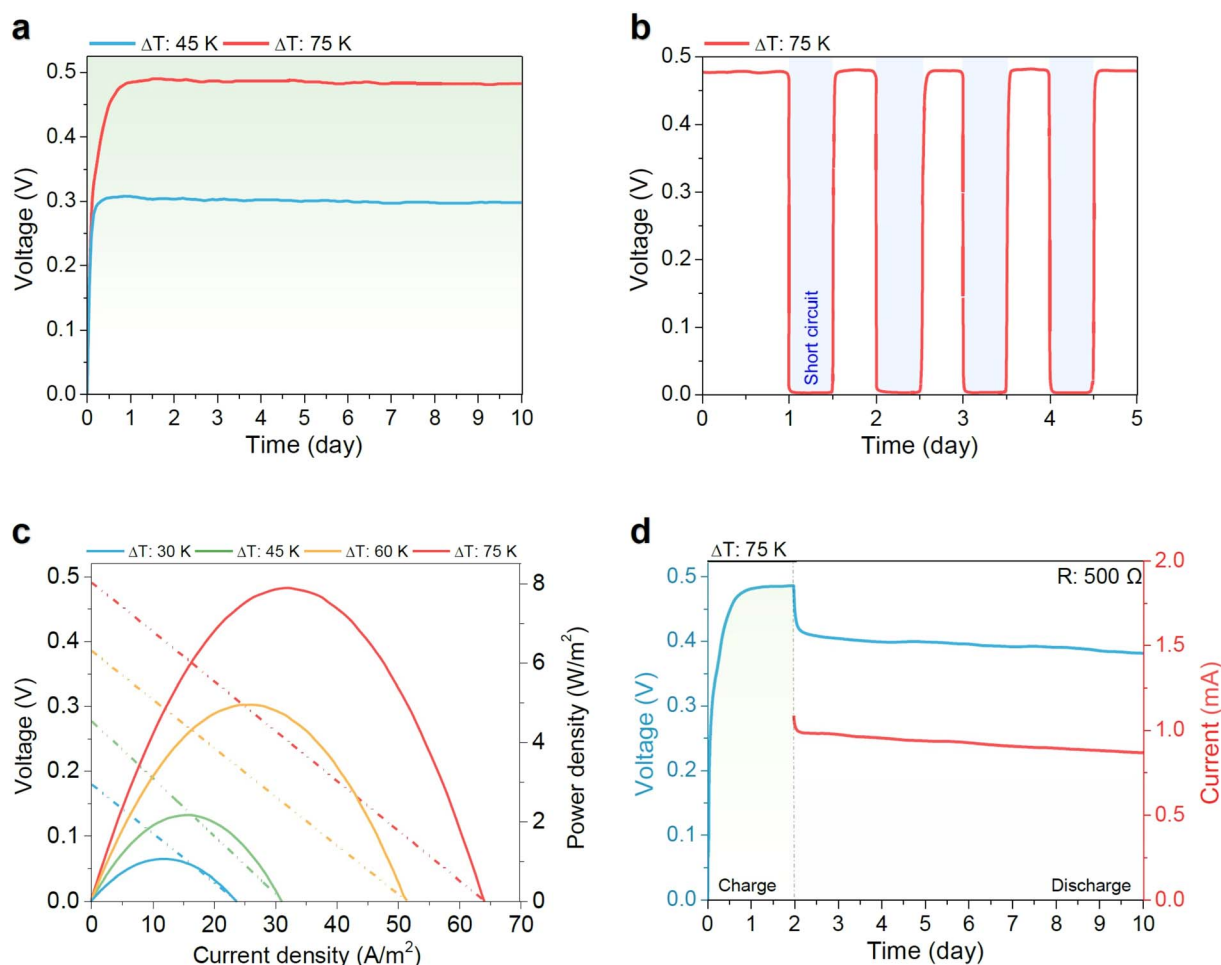 a
ΔT: 45 K ΔT: 75 K
0.5
0.4
0.3
0.2
0.1
0.0
Voltage (V)
0 1 2 3 4 5 6 7 8 9 10
Time (day)
b
ΔT: 75 K
0.5
0.4
0.3
0.2
0.1
0.0
Voltage (V)
Short circuit
0 1 2 3 4 5
Time (day)
c
ΔT: 30 K ΔT: 45 K ΔT: 60 K ΔT: 75 K
0.5
0.4
0.3
0.2
0.1
0.0
Voltage (V)
8
6
4
2
0
Power density (W/m²)
0 10 20 30 40 50 60 70
Current density (A/m²)
d
ΔT: 75 K
R: 500 Ω
0.5
0.4
0.3
0.2
0.1
0.0
Voltage (V)
2.0
1.5
1.0
0.5
0.0
Current (mA)
Charge
Discharge
0 1 2 3 4 5 6 7 8 9 10
Time (day)